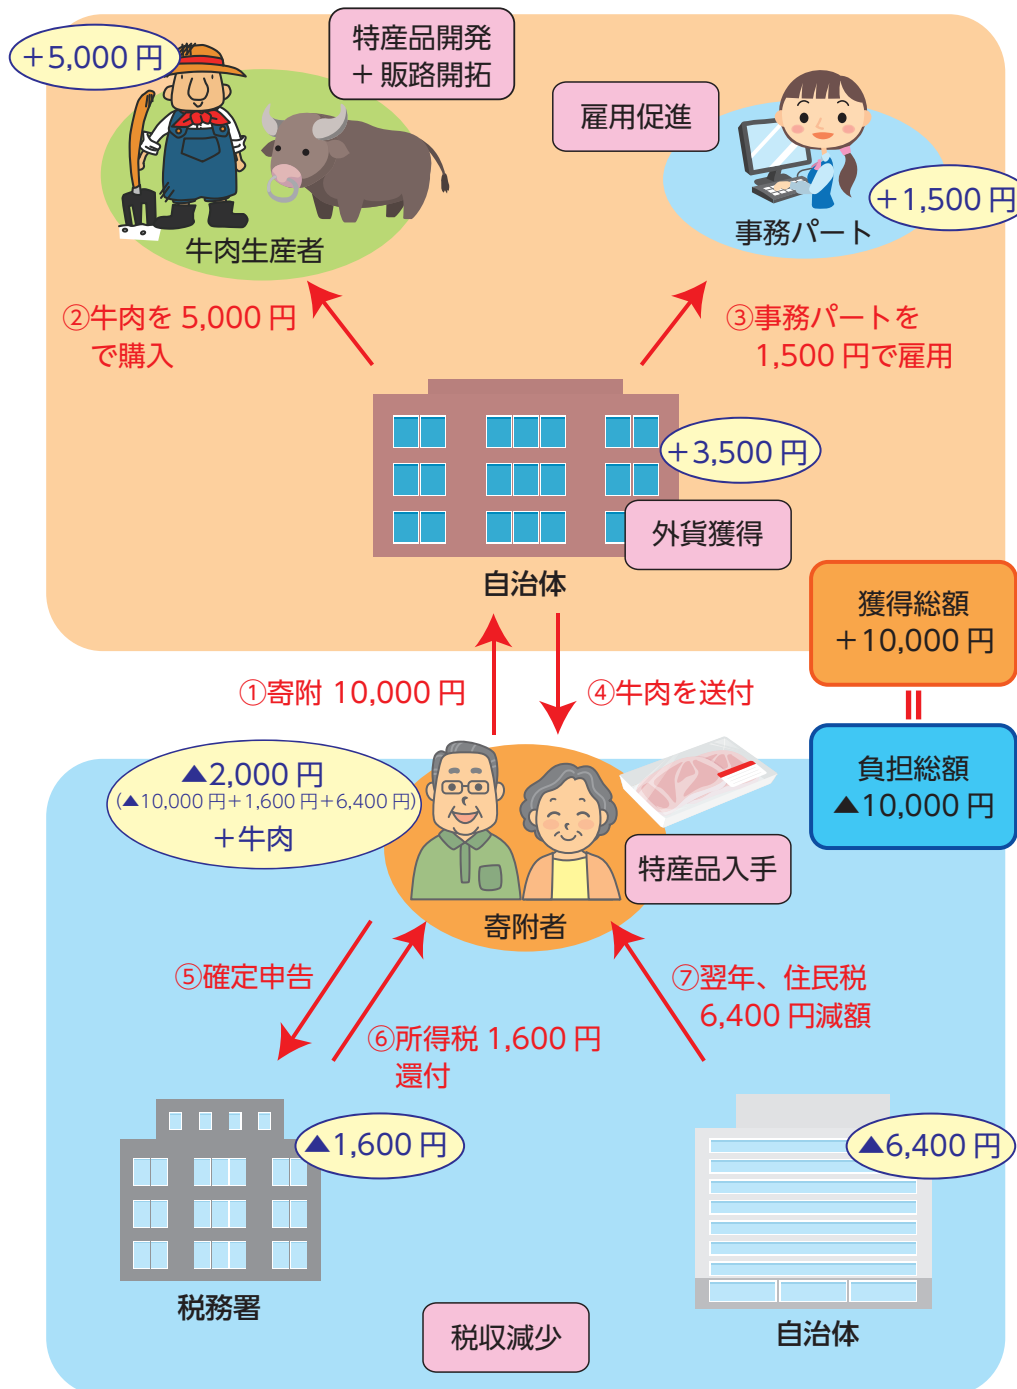 +5,000 円
特産品開発
+ 販路開拓
雇用促進
+1,500 円
牛肉生産者
事務パート
②牛肉を 5,000 円
で購入
③事務パートを
1,500 円で雇用
+3,500 円
外貨獲得
自治体
獲得総額
+10,000 円
=
負担総額
▲10,000 円
①寄附 10,000 円
④牛肉を送付
▲2,000 円
(▲10,000 円+1,600 円+6,400 円)
+牛肉
特産品入手
寄附者
⑤確定申告
⑥所得税 1,600 円
還付
⑦翌年、住民税
6,400 円減額
▲1,600 円
▲6,400 円
税務署
自治体
税収減少